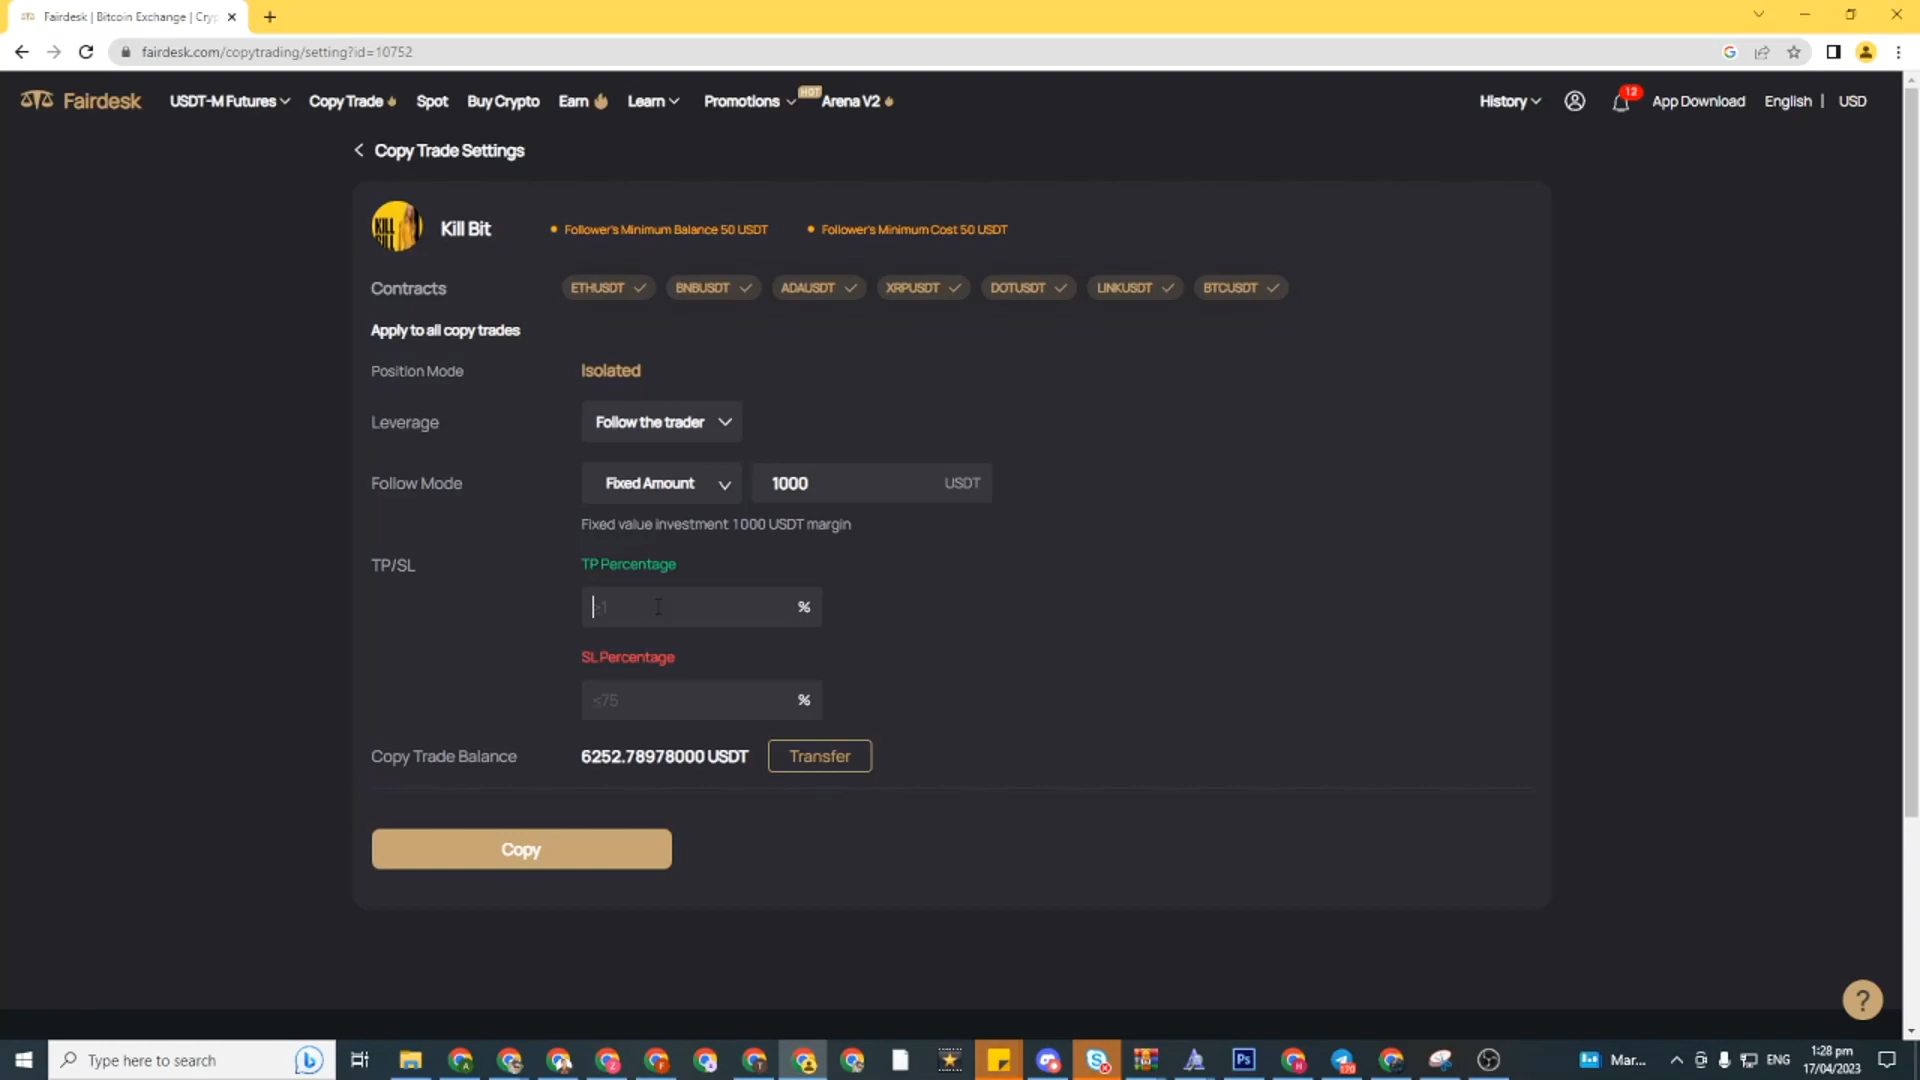 Fairdesk | Bitcoin Exchange | Cry
fairdesk.com/copytrading/setting?id=10752
Fairdesk USDT-M Futures Copy Trade Spot Buy Crypto Earn Learn Promotions HOT Arena V2 History 12 App Download English | USD
Copy Trade Settings
KILL
Kill Bit Follower's Minimum Balance 50 USDT Follower's Minimum Cost 50 USDT
Contracts ETHUSDT BNBUSDT ADAUSDT XRPUSDT DOTUSDT LINKUSDT BTCUSDT
Apply to all copy trades
Position Mode Isolated
Leverage Follow the trader
Follow Mode Fixed Amount 1000 USDT
Fixed value investment 1000 USDT margin
TP/SL TP Percentage
≥1 %
SL Percentage
≤75 %
Copy Trade Balance 6252.78978000 USDT Transfer
Copy
?
Type here to search Mar... ENG 1:28 pm
17/04/2023